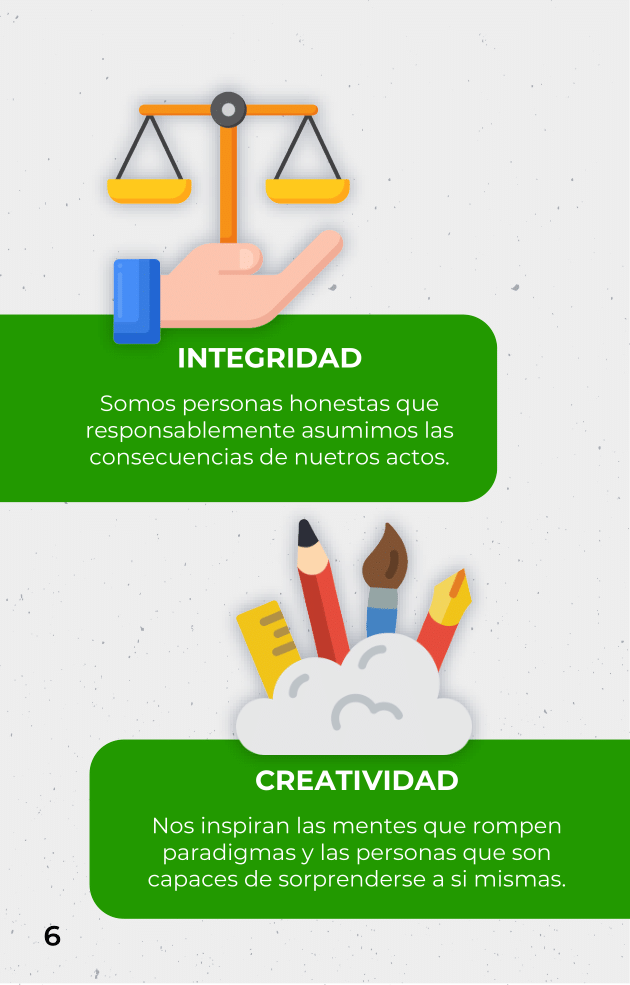 INTEGRIDAD
Somos personas honestas que
responsablemente asumimos las
consecuencias de nuetros actos.
CREATIVIDAD
Nos inspiran las mentes que rompen
paradigmas y las personas que son
capaces de sorprenderse a si mismas.
6